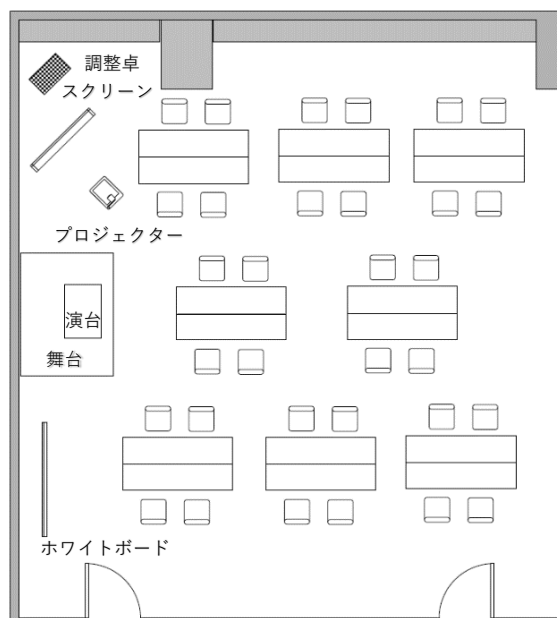 調整卓
スクリーン
プロジェクター
演台
舞台
ホワイトボード